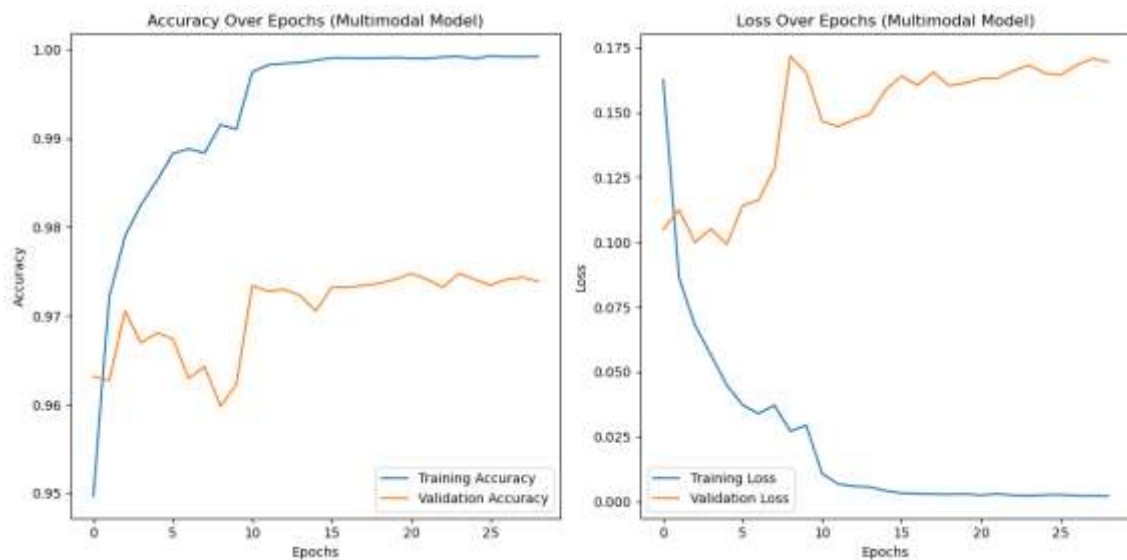 Accuracy Over Epochs (Multimodal Model)
1.00
0.99
0.98
0.97
0.96
0.95
Accuracy
0 5 10 15 20 25
Epochs
Training Accuracy
Validation Accuracy
Loss Over Epochs (Multimodal Model)
0.175
0.150
0.125
0.100
0.075
0.050
0.025
0.000
Loss
0 5 10 15 20 25
Epochs
Training Loss
Validation Loss